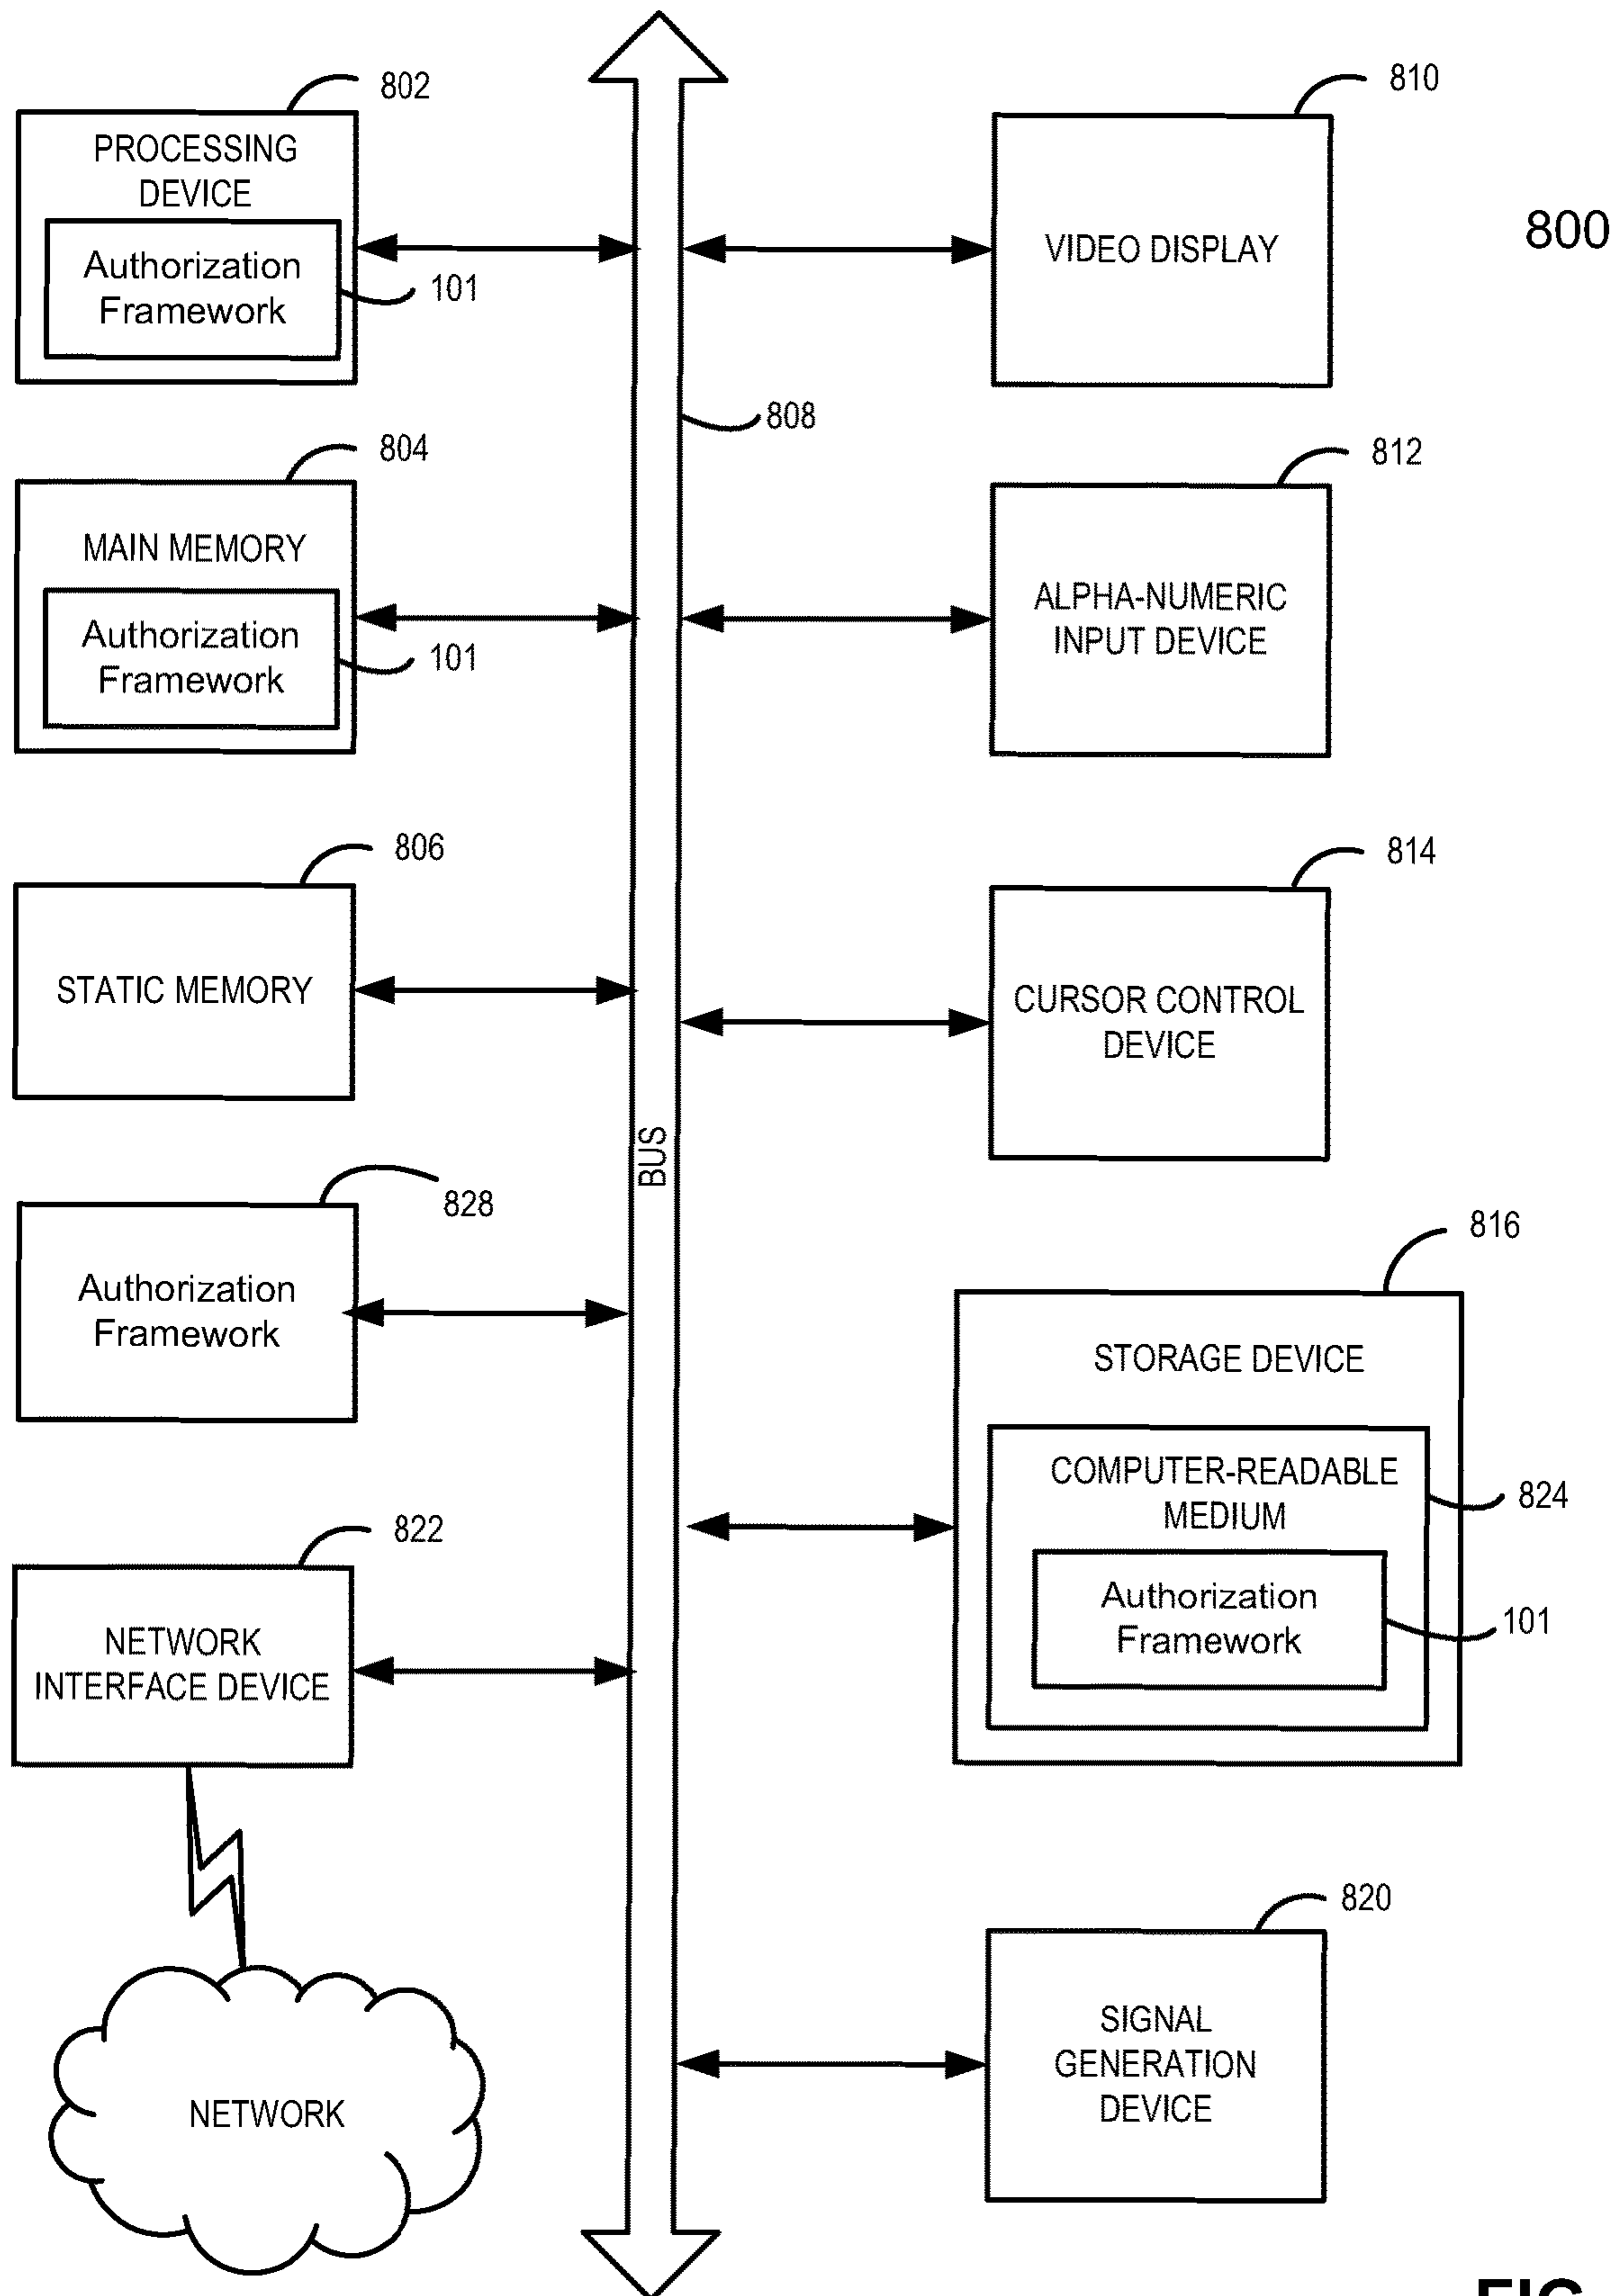 802
PROCESSING
DEVICE
Authorization
Framework
101
810
VIDEO DISPLAY
800
808
804
MAIN MEMORY
Authorization
Framework
101
812
ALPHA-NUMERIC
INPUT DEVICE
806
STATIC MEMORY
814
CURSOR CONTROL
DEVICE
BUS
828
Authorization
Framework
816
STORAGE DEVICE
COMPUTER-READABLE
MEDIUM
824
Authorization
Framework
101
822
NETWORK
INTERFACE DEVICE
NETWORK
820
SIGNAL
GENERATION
DEVICE